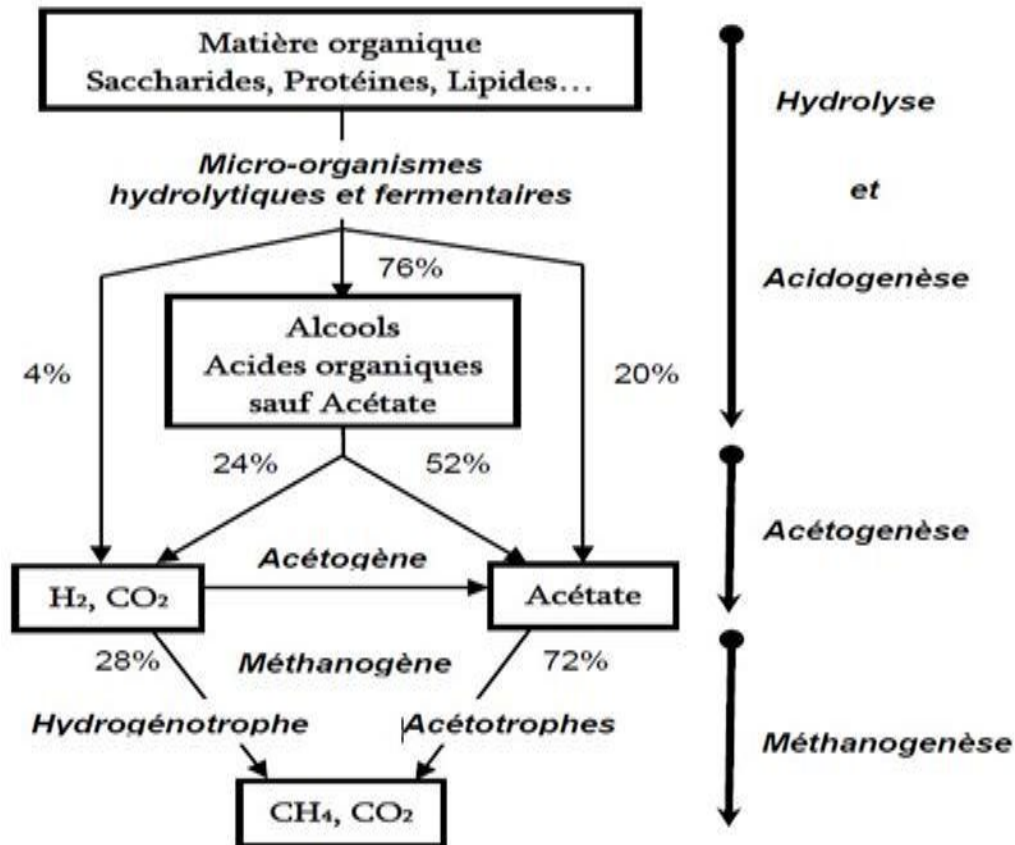 Matière organique
Saccharides, Protéines, Lipides…
Hydrolyse
Micro-organismes
hydrolytiques et fermentaires
et
76%
Acidogenèse
Alcools
Acides organiques
sauf Acétate
4%
20%
24%
52%
Acétogenèse
Acétogène
H₂, CO₂
Acétate
28%
Méthanogène
72%
Hydrogénotrophe
Acétotrophes
Méthanogenèse
CH₄, CO₂